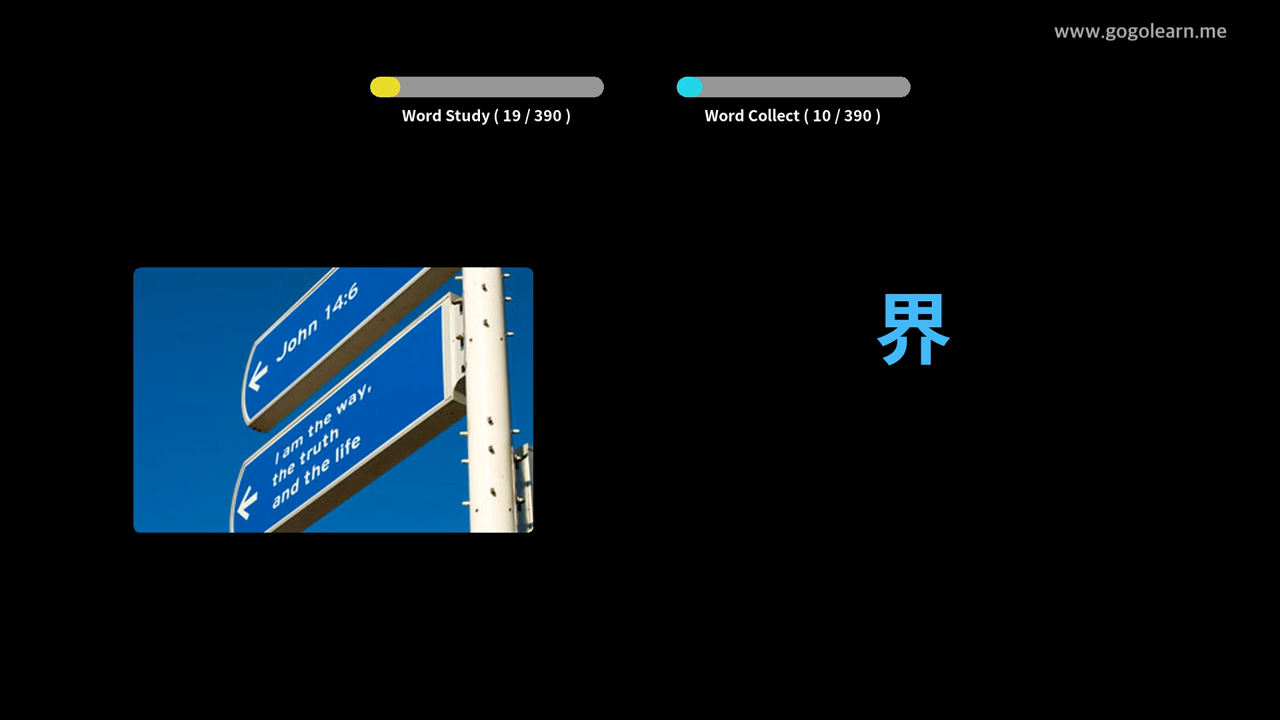 www.gogolearn.me
Word Study ( 19 / 390 )
Word Collect ( 10 / 390 )
John 14:6
I am the way,
the truth
and the life
界